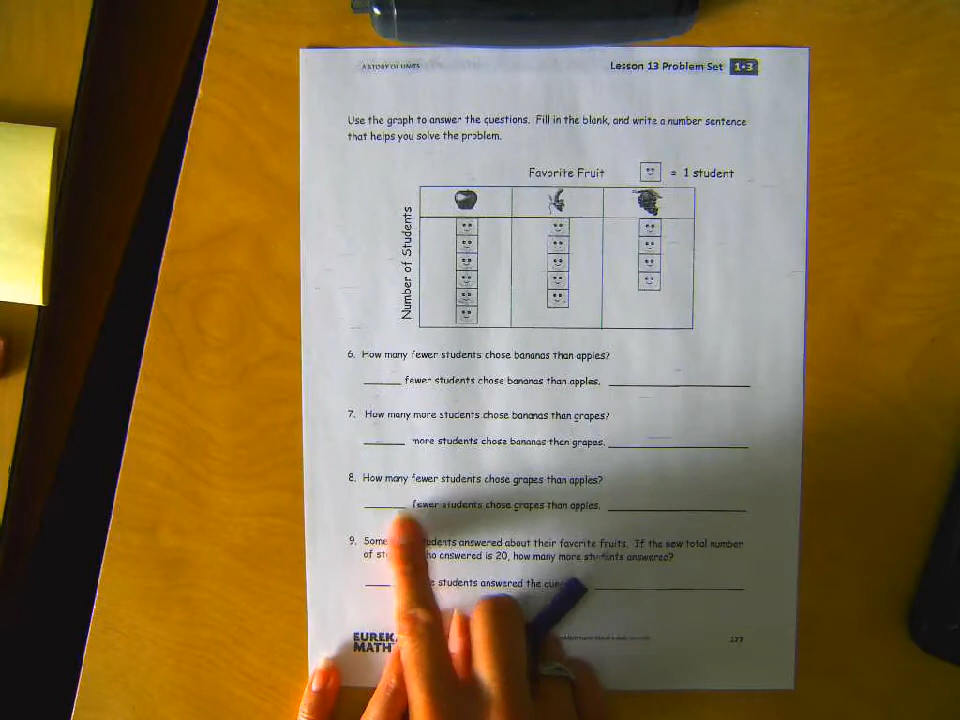 A STORY OF UNITS
Lesson 13 Problem Set 1•3
Use the graph to answer the questions. Fill in the blank, and write a number sentence
that helps you solve the problem.
Favorite Fruit = 1 student
Number of Students
6. How many fewer students chose bananas than apples?
fewer students chose bananas than apples.
7. How many more students chose bananas than grapes?
more students chose bananas than grapes.
8. How many fewer students chose grapes than apples?
fewer students chose grapes than apples.
9. Some students answered about their favorite fruits. If the new total number
of who answered is 20, how many more students answered?
students answered the
EUREKA
MATH